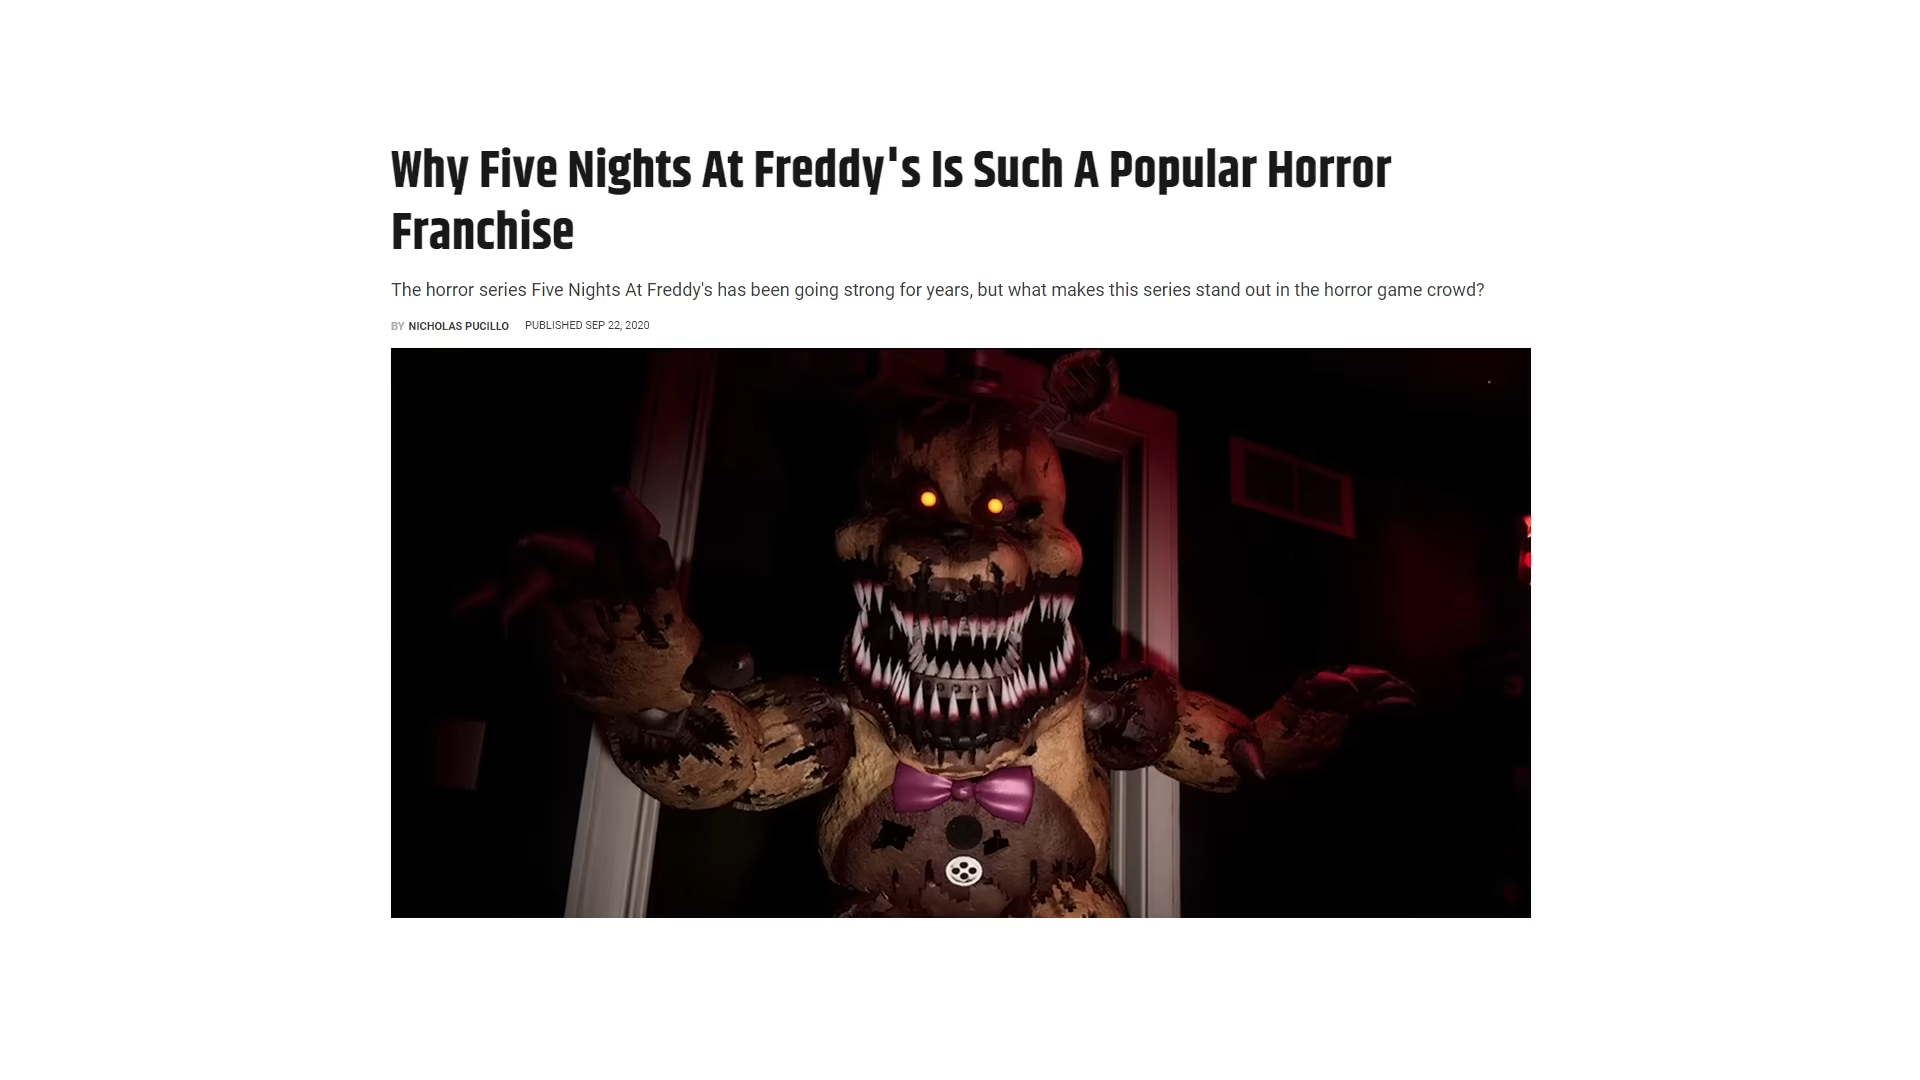 Why Five Nights At Freddy's Is Such A Popular Horror
Franchise
The horror series Five Nights At Freddy's has been going strong for years, but what makes this series stand out in the horror game crowd?
BY NICHOLAS PUCILLO PUBLISHED SEP 22, 2020